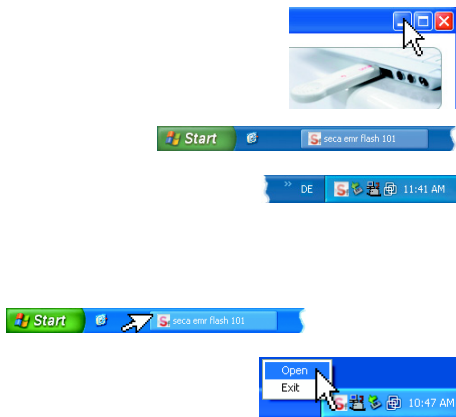 Start
S seca emr flash 101
» DE S 11:41 AM
Start
S seca emr flash 101
Open
Exit
S 10:47 AM